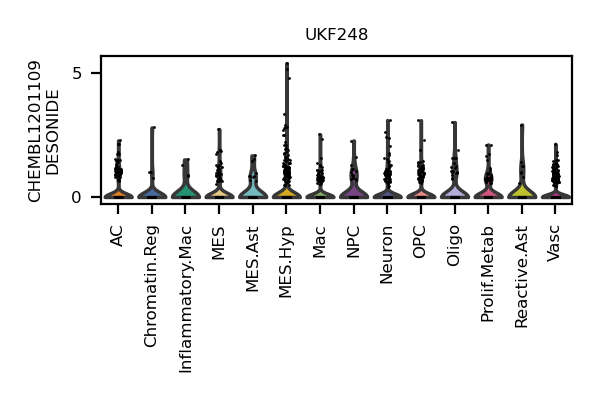 UKF248
CHEMBL1201109
DESONIDE
5
0
AC
Chromatin.Reg
Inflammatory.Mac
MES
MES.Ast
MES.Hyp
Mac
NPC
Neuron
OPC
Oligo
Prolif.Metab
Reactive.Ast
Vasc